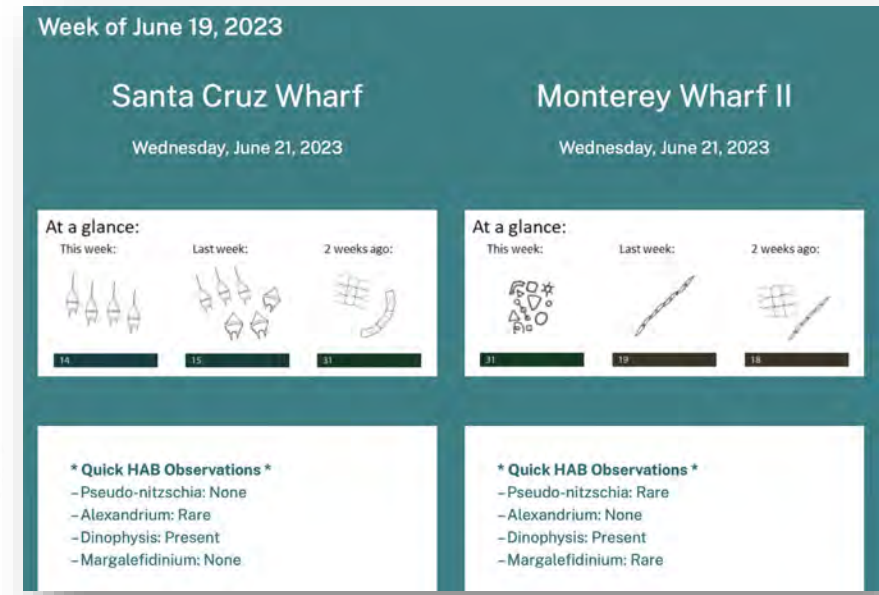 Week of June 19, 2023
Santa Cruz Wharf
Wednesday, June 21, 2023
At a glance:
This week:
Last week:
2 weeks ago:
14
15
31
* Quick HAB Observations *
–Pseudo-nitzschia: None
–Alexandrium: Rare
–Dinophysis: Present
–Margalefidinium: None
Monterey Wharf II
Wednesday, June 21, 2023
At a glance:
This week:
Last week:
2 weeks ago:
31
19
18
* Quick HAB Observations *
–Pseudo-nitzschia: Rare
–Alexandrium: None
–Dinophysis: Present
–Margalefidinium: Rare